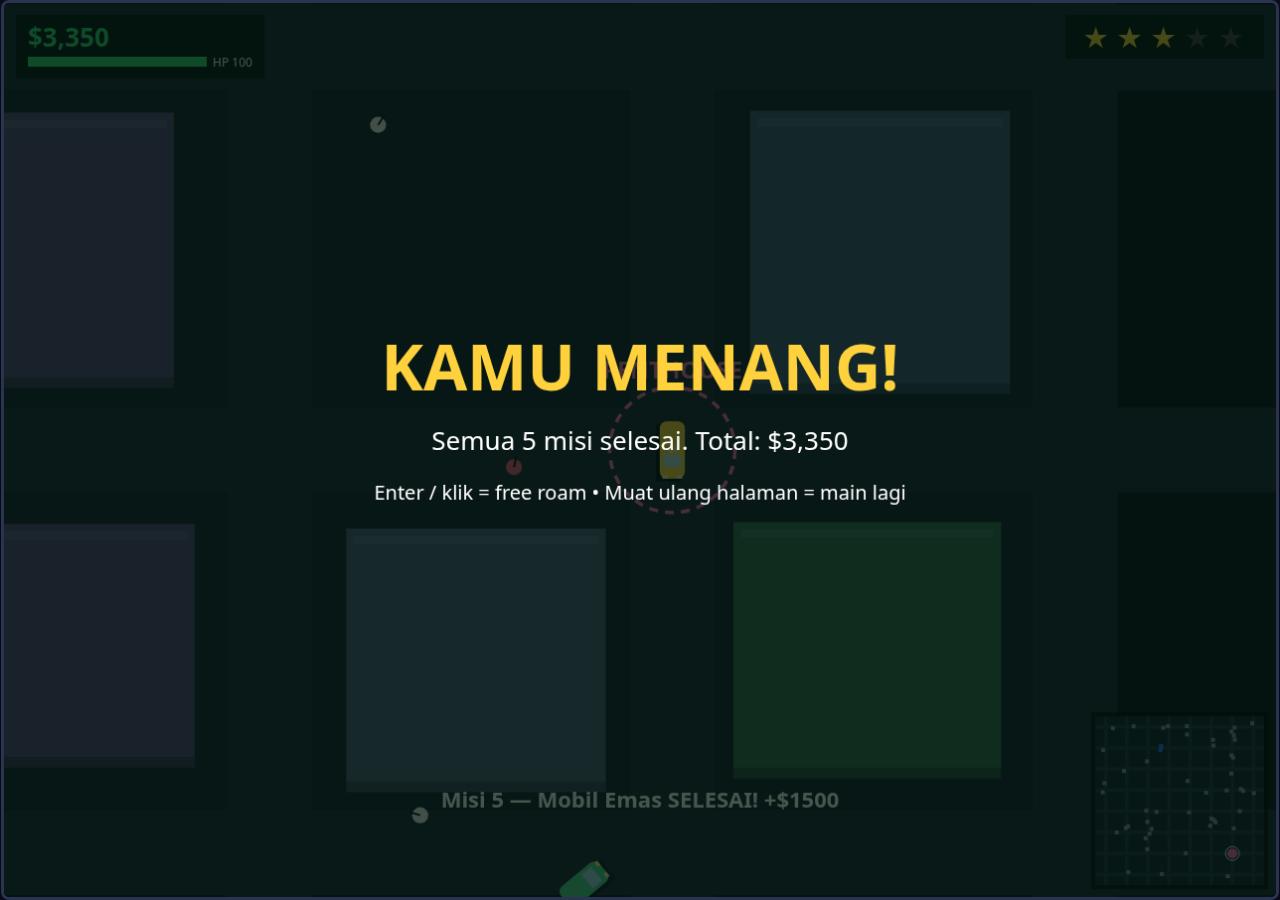 $3,350
HP 100
KAMU MENANG!
Semua 5 misi selesai. Total: $3,350
Enter / klik = free roam • Muat ulang halaman = main lagi
Misi 5 — Mobil Emas SELESAI! +$1500